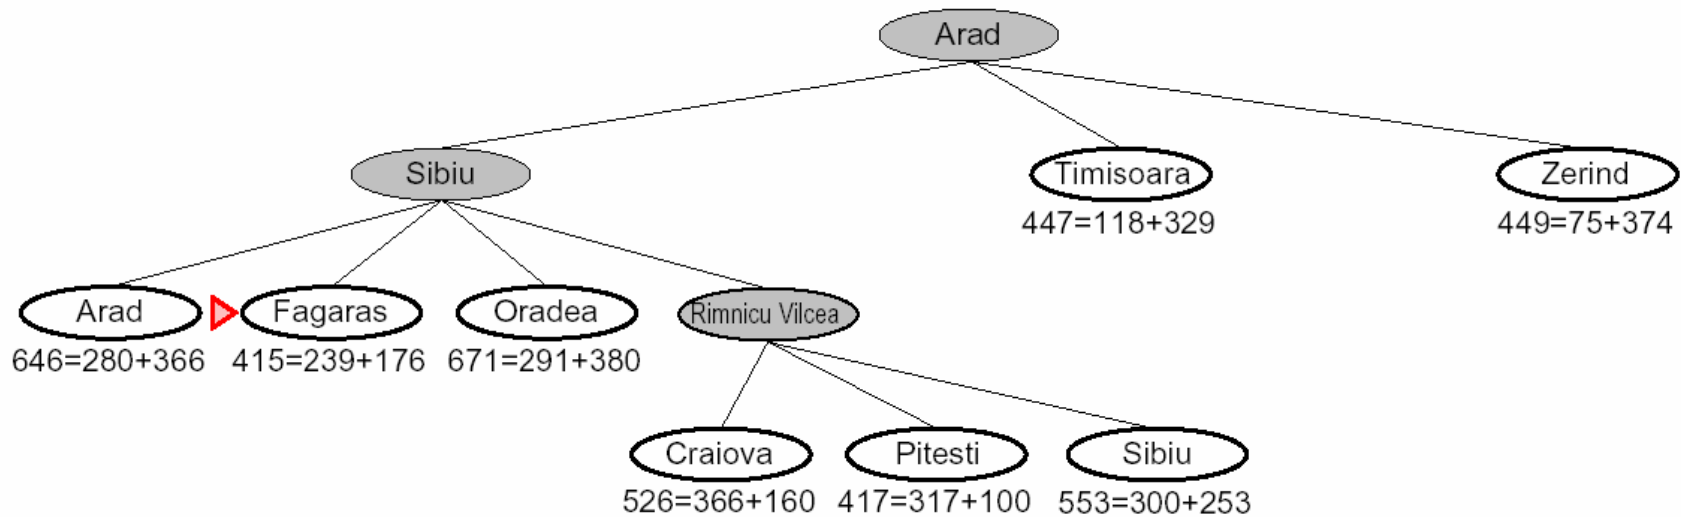 Arad
Sibiu
Timisoara
Zerind
447=118+329
449=75+374
Arad
Fagaras
Oradea
Rimnicu Vilcea
646=280+366
415=239+176
671=291+380
Craiova
Pitesti
Sibiu
526=366+160
417=317+100
553=300+253